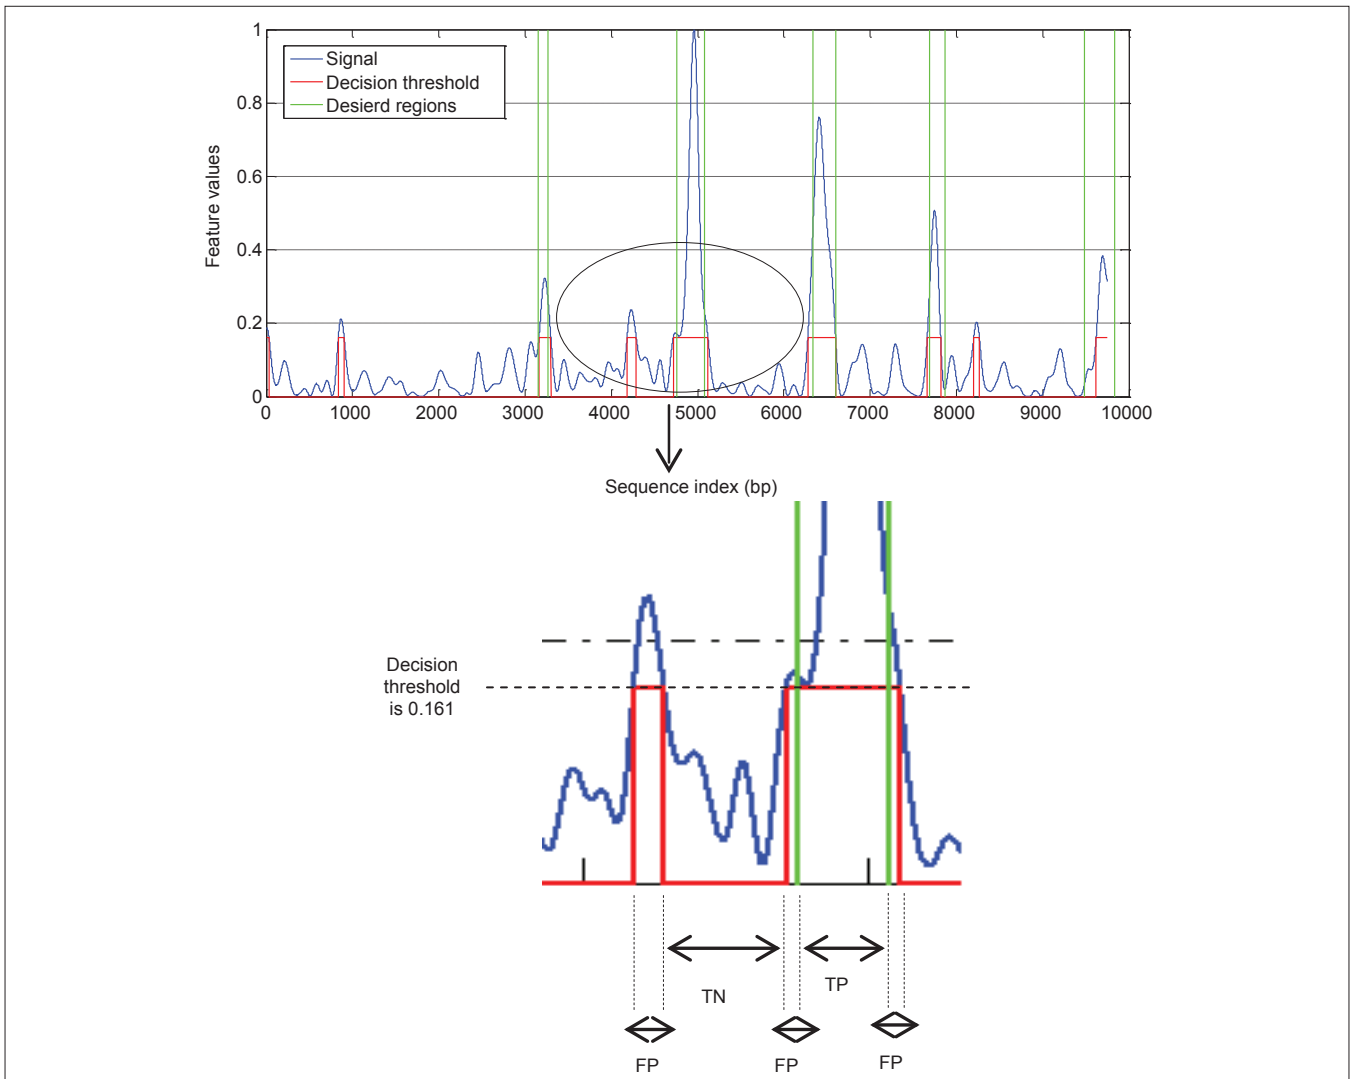 1
0.8
0.6
0.4
0.2
0
Feature values
Signal
Decision threshold
Desierd regions
0 1000 2000 3000 4000 5000 6000 7000 8000 9000 10000
Sequence index (bp)
Decision
threshold
is 0.161
TN
TP
FP FP FP